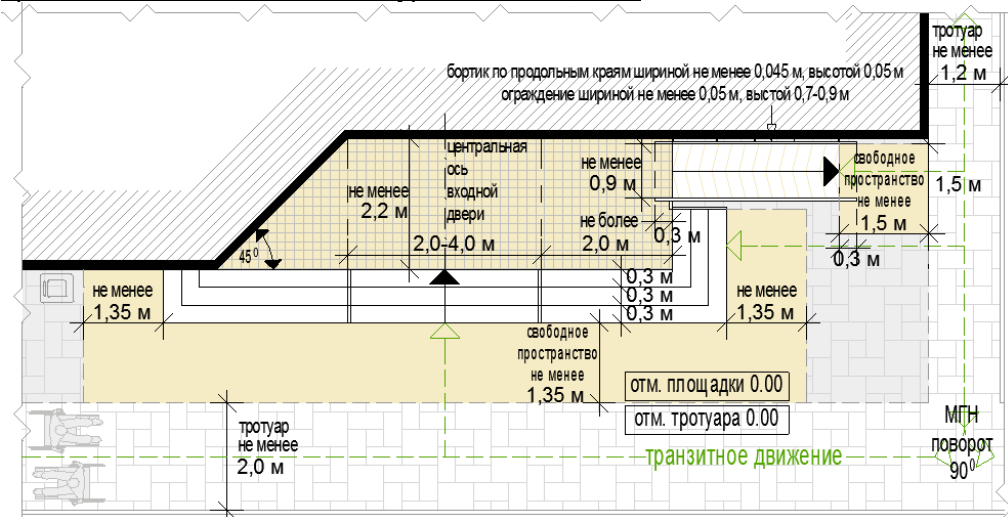 тротуар
не менее
1,2 м
бортик по продольным краям шириной не менее 0,045 м, высотой 0,05 м
ограждение шириной не менее 0,05 м, выстой 0,7-0,9 м
центральная
ось
входной
двери
не менее
2,2 м
2,0-4,0 м
не менее
0,9 м
не более
2,0 м
0,3 м
свободное
пространство
не менее
1,5 м
1,5 м
0,3 м
45⁰
0,3 м
0,3 м
0,3 м
не менее
1,35 м
не менее
1,35 м
свободное
пространство
не менее
1,35 м
отм. площадки 0.00
отм. тротуара 0.00
тротуар
не менее
2,0 м
транзитное движение
МГН
поворот
90⁰